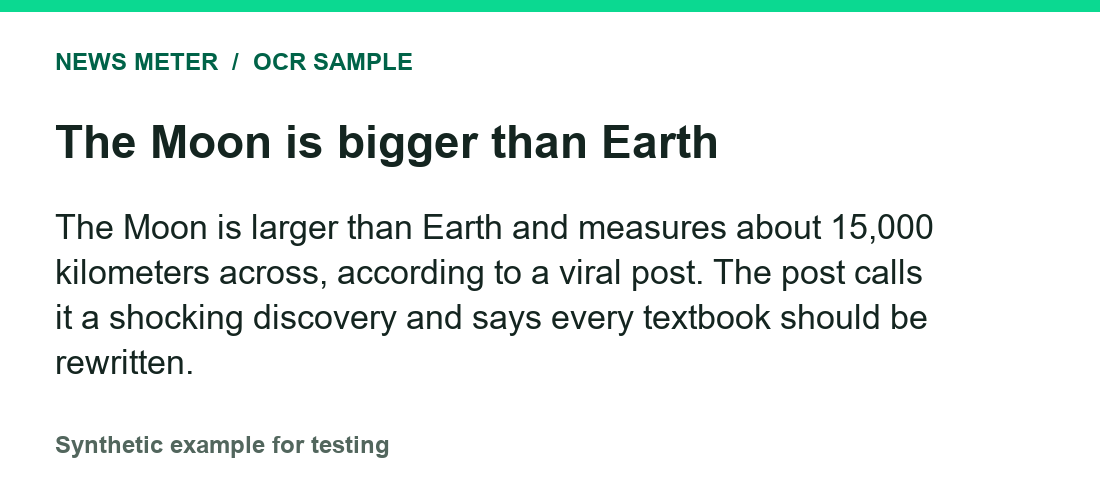 NEWS METER / OCR SAMPLE
The Moon is bigger than Earth
The Moon is larger than Earth and measures about 15,000
kilometers across, according to a viral post. The post calls
it a shocking discovery and says every textbook should be
rewritten.
Synthetic example for testing